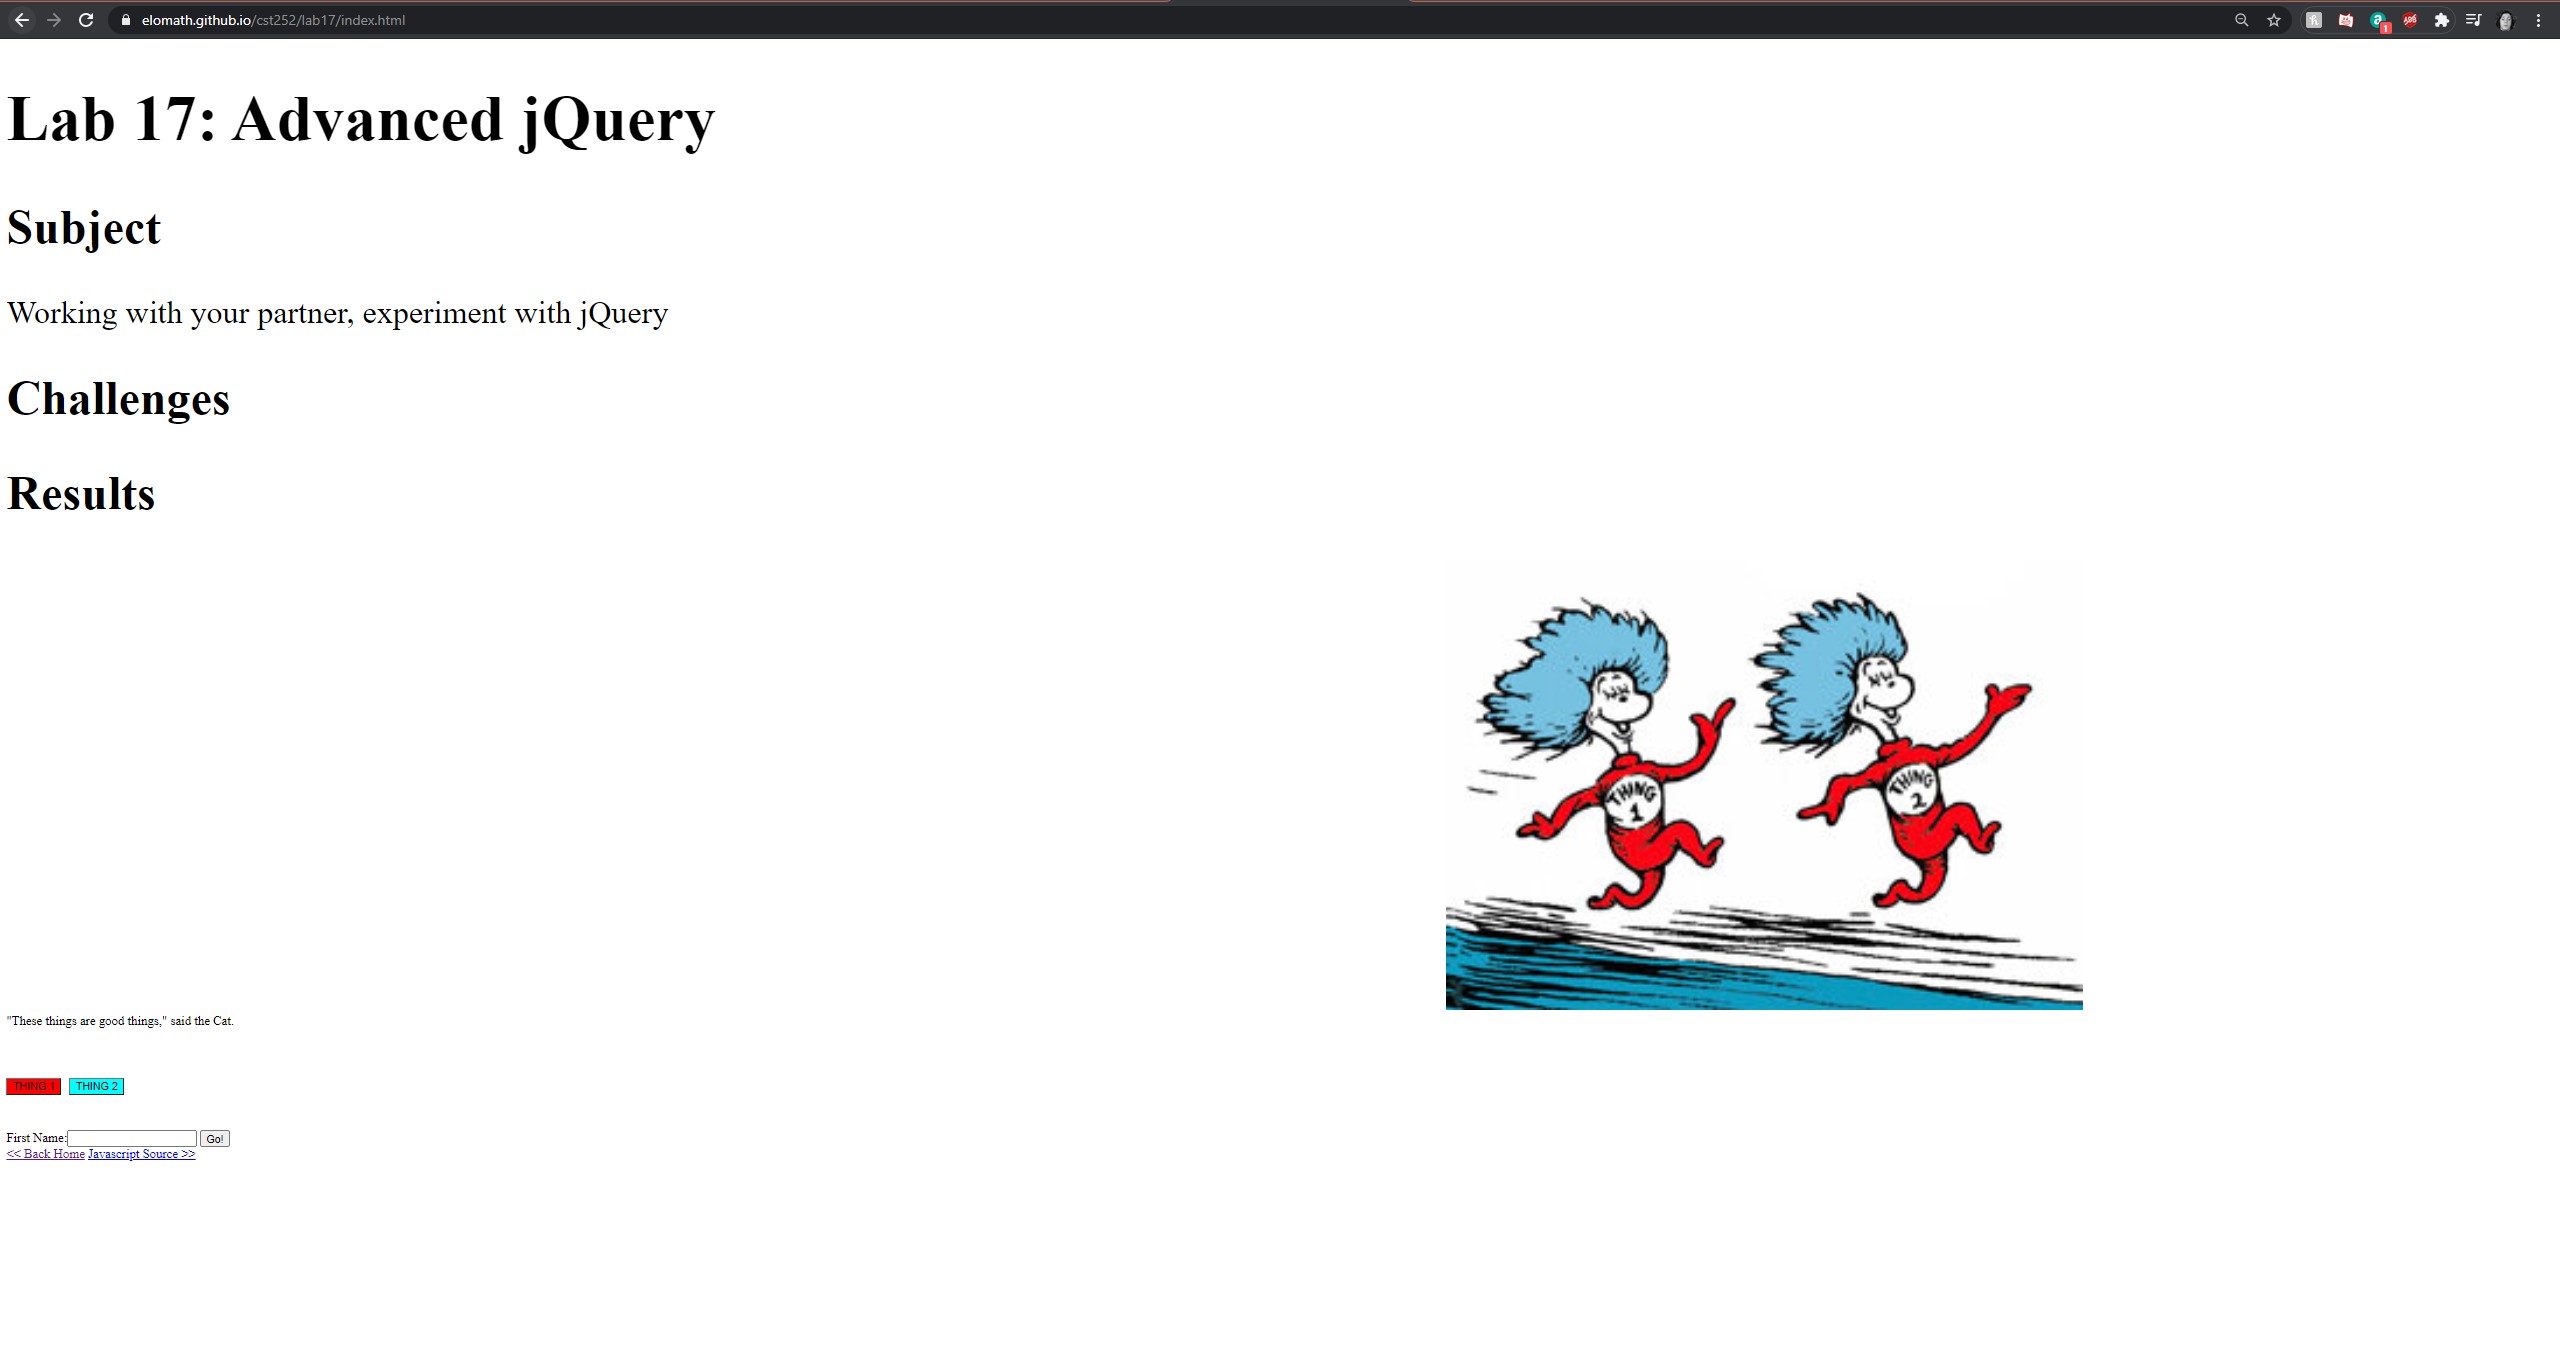 elomath.github.io/cst252/lab17/index.html
1
Lab 17: Advanced jQuery
Subject
Working with your partner, experiment with jQuery
Challenges
Results
THING
1
THING
2
"These things are good things," said the Cat.
THING 1 THING 2
First Name: Go!
<< Back Home Javascript Source >>